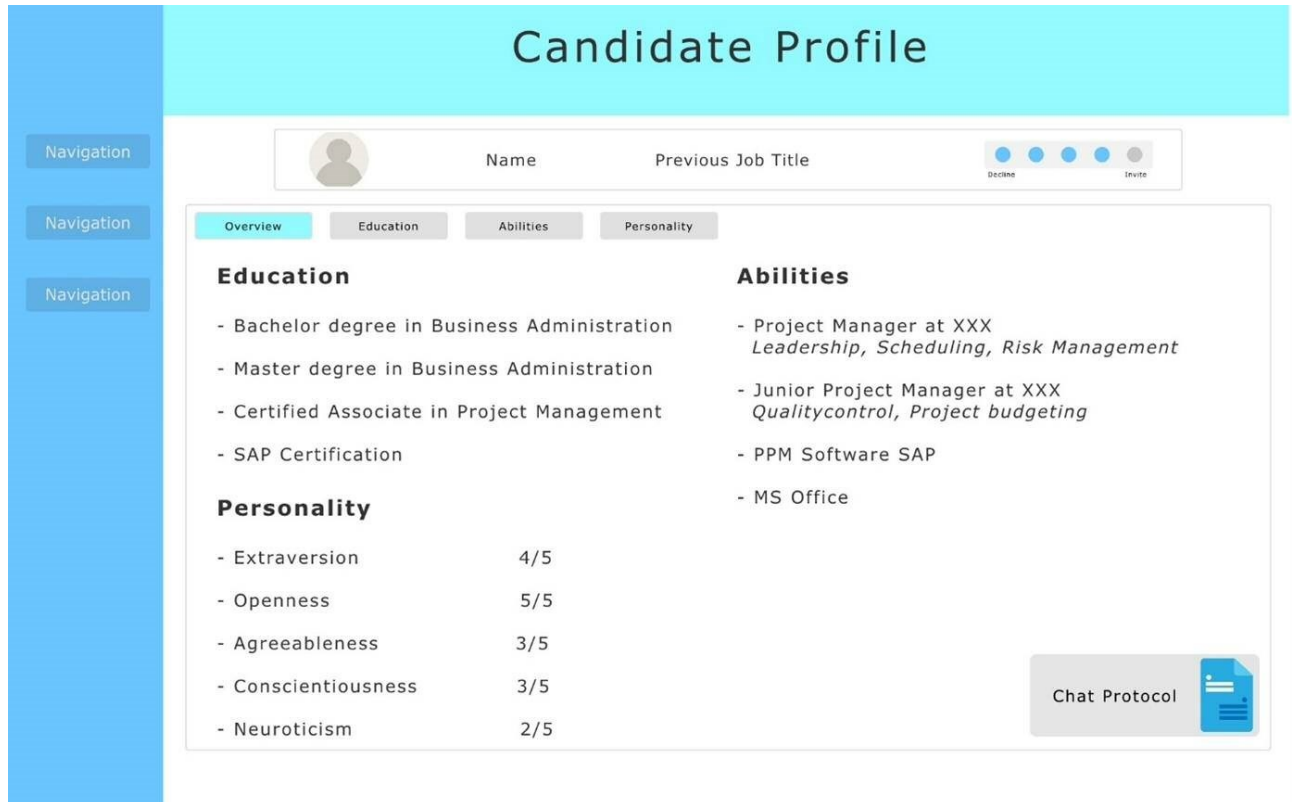 Candidate Profile
Navigation
Navigation
Navigation
Name
Previous Job Title
Decline
Invite
Overview
Education
Abilities
Personality
Education
- Bachelor degree in Business Administration
- Master degree in Business Administration
- Certified Associate in Project Management
- SAP Certification
Personality
- Extraversion 4/5
- Openness 5/5
- Agreeableness 3/5
- Conscientiousness 3/5
- Neuroticism 2/5
Abilities
- Project Manager at XXX
Leadership, Scheduling, Risk Management
- Junior Project Manager at XXX
Qualitycontrol, Project budgeting
- PPM Software SAP
- MS Office
Chat Protocol